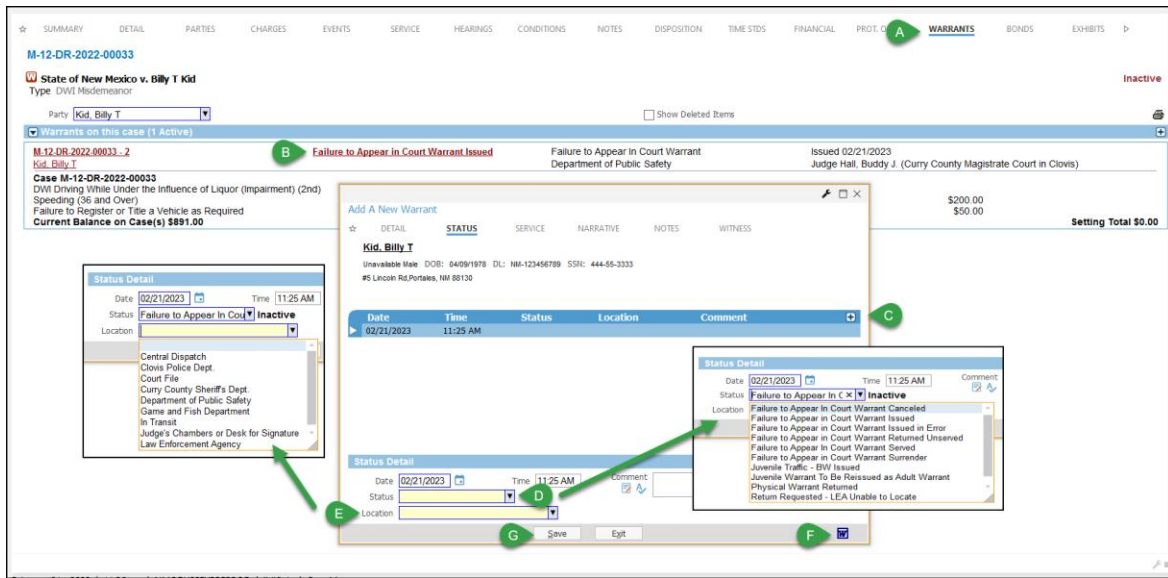 SUMMARY DETAIL PARTIES CHARGES EVENTS SERVICE HEARINGS CONDITIONS NOTES DISPOSITION TIME STDS FINANCIAL PROT. A WARRANTS BONDS EXHIBITS
M-12-DR-2022-00033
W State of New Mexico v. Billy T Kid Inactive
Type DWI Misdemeanor
Party Kid, Billy T Show Deleted Items
Warrants on this case (1 Active)
M-12-DR-2022-00033 - 2 B Failure to Appear in Court Warrant Issued Failure to Appear In Court Warrant Issued 02/21/2023
Kid, Billy T Department of Public Safety Judge Hall, Buddy J. (Curry County Magistrate Court in Clovis)
Case M-12-DR-2022-00033
DWI Driving While Under the Influence of Liquor (Impairment) (2nd)
Speeding (36 and Over) $200.00
Failure to Register or Title a Vehicle as Required $50.00
Current Balance on Case(s) $891.00 Setting Total $0.00
Add A New Warrant
DETAIL STATUS SERVICE NARRATIVE NOTES WITNESS
Kid, Billy T
Unavailable Male DOB: 04/09/1978 DL: NM-123456789 SSN: 444-55-3333
#5 Lincoln Rd,Portales, NM 88130
Date Time Status Location Comment C
02/21/2023 11:25 AM
Status Detail
Date 02/21/2023 Time 11:25 AM
Status Failure to Appear In Cou Inactive
Location
Central Dispatch
Clovis Police Dept.
Court File
Curry County Sheriff's Dept.
Department of Public Safety
Game and Fish Department
In Transit
Judge's Chambers or Desk for Signature
Law Enforcement Agency
Status Detail
Date 02/21/2023 Time 11:25 AM Comment
Status Failure to Appear In C Inactive
Location
Failure to Appear In Court Warrant Canceled
Failure to Appear in Court Warrant Issued
Failure to Appear in Court Warrant Issued in Error
Failure to Appear In Court Warrant Returned Unserved
Failure to Appear in Court Warrant Served
Failure to Appear in Court Warrant Surrender
Juvenile Traffic - BW Issued
Juvenile Warrant To Be Reissued as Adult Warrant
Physical Warrant Returned
Return Requested - LEA Unable to Locate
Status Detail
Date 02/21/2023 Time 11:25 AM Comment
Status D
E Location
G Save Exit F W